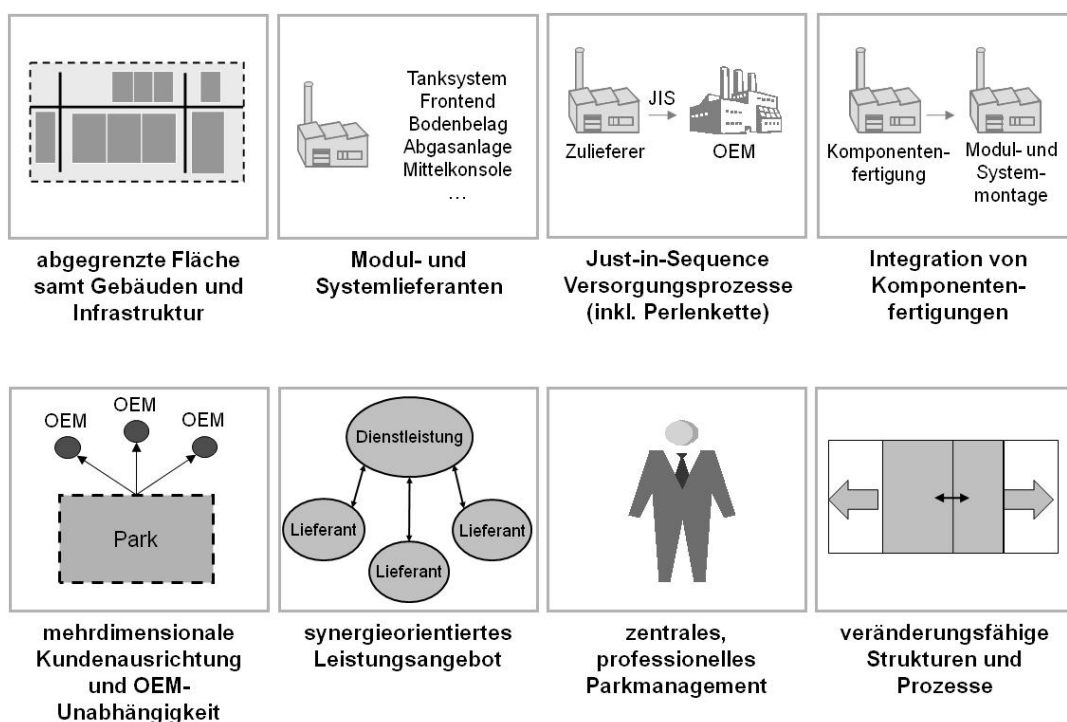 Tanksystem
Frontend
Bodenbelag
Abgasanlage
Mittelkonsole
…
JIS
Zulieferer
OEM
Komponenten-
fertigung
Modul- und
System-
montage
abgegrenzte Fläche
samt Gebäuden und
Infrastruktur
Modul- und
Systemlieferanten
Just-in-Sequence
Versorgungsprozesse
(inkl. Perlenkette)
Integration von
Komponenten-
fertigungen
OEM
OEM
OEM
Park
Dienstleistung
Lieferant
Lieferant
Lieferant
mehrdimensionale
Kundenausrichtung
und OEM-
Unabhängigkeit
synergieorientiertes
Leistungsangebot
zentrales,
professionelles
Parkmanagement
veränderungsfähige
Strukturen und
Prozesse